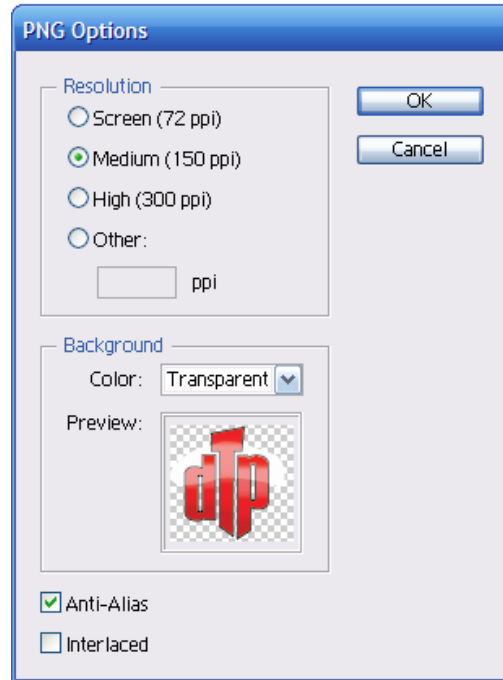 PNG Options
Resolution
Screen (72 ppi)
Medium (150 ppi)
High (300 ppi)
Other:
ppi
OK
Cancel
Background
Color: Transparent
Preview:
dTp
Anti-Alias
Interlaced